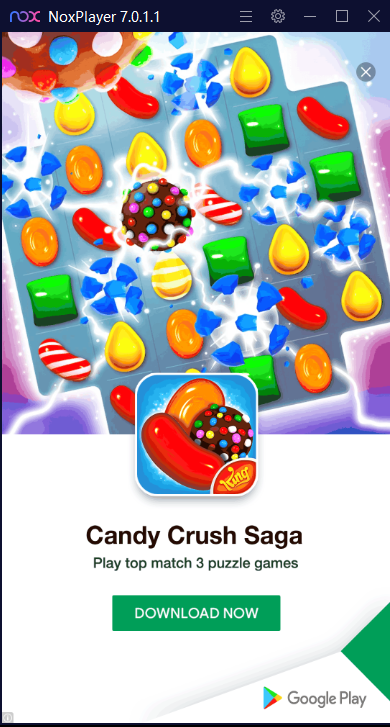 nox NoxPlayer 7.0.1.1
King
Candy Crush Saga
Play top match 3 puzzle games
DOWNLOAD NOW
Google Play